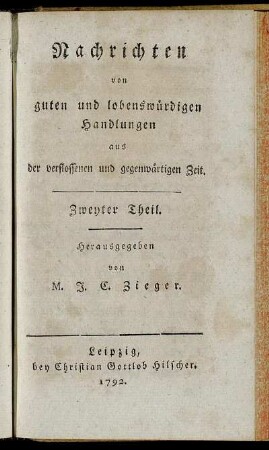 Nachrichten
von
guten und lobenswürdigen
Handlungen
aus
der verflossenen und gegenwärtigen Zeit.
Zweyter Theil.
Herausgegeben
von
M. J. C. Zieger.
Leipzig,
bey Christian Gottlob Hilscher.
1792.